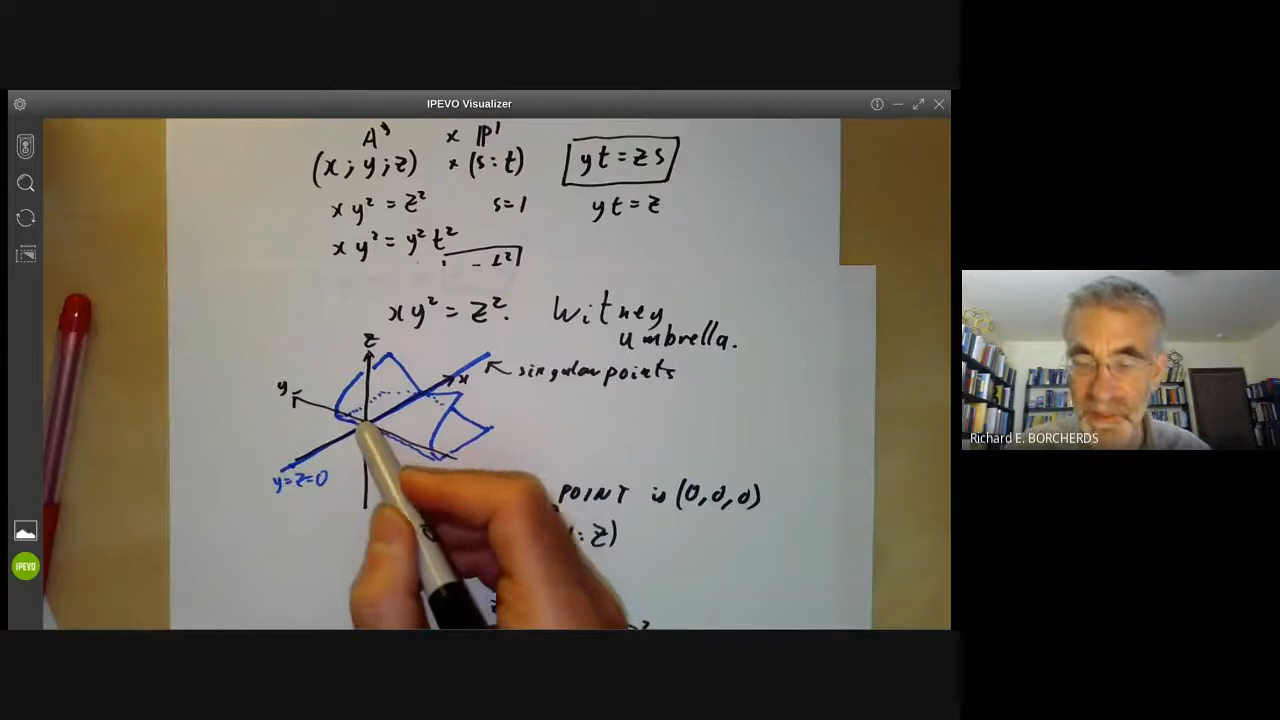 IPEVO Visualizer
A³ × P¹
(x; y; z) × (s:t)
yt = zs
xy² = z² s=1 yt = z
xy² = y²t²
xy² = z². Witney
umbrella.
z
y
x
singular points
y=z=0
POINT is (0,0,0)
: z)
IPEVO
Richard E. BORCHERDS